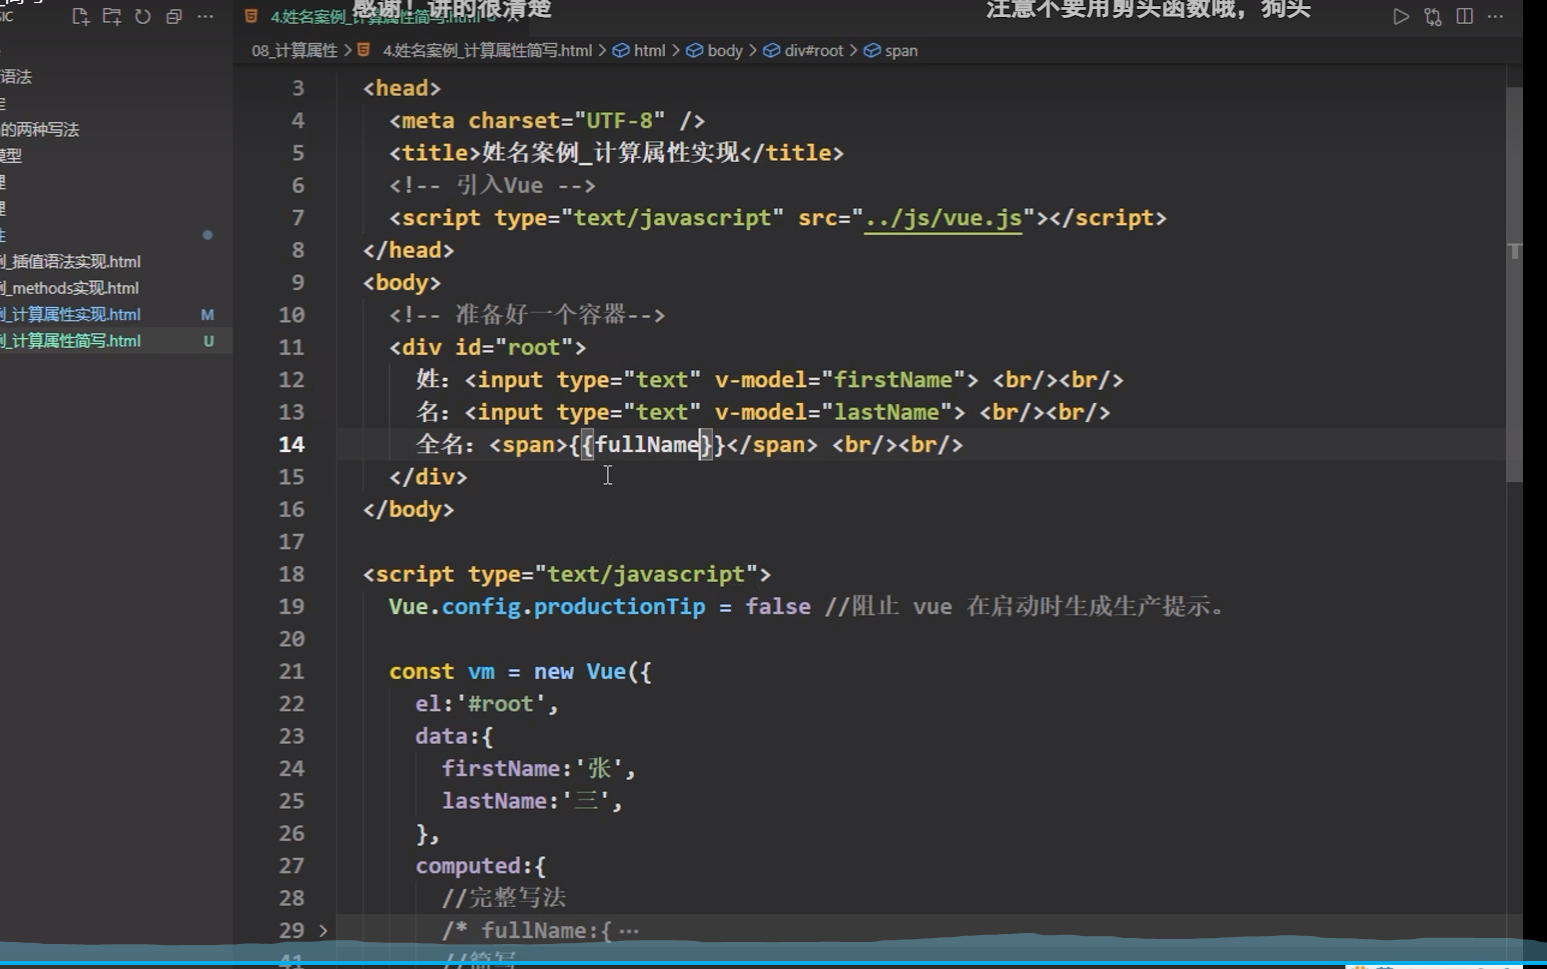 感谢！讲的很清楚
注意不要用剪头函数哦，狗头
4.姓名案例_计算属性简写.html U
08_计算属性 > 4.姓名案例_计算属性简写.html > html > body > div#root > span
语法
的两种写法
模型
理
理
性
例_插值语法实现.html
例_methods实现.html
例_计算属性实现.html M
例_计算属性简写.html U
3 <head>
4 <meta charset="UTF-8" />
5 <title>姓名案例_计算属性实现</title>
6 <!-- 引入Vue -->
7 <script type="text/javascript" src="../js/vue.js"></script>
8 </head>
9 <body>
10 <!-- 准备好一个容器-->
11 <div id="root">
12 姓：<input type="text" v-model="firstName"> <br/><br/>
13 名：<input type="text" v-model="lastName"> <br/><br/>
14 全名：<span>{{fullName}}</span> <br/><br/>
15 </div>
16 </body>
17
18 <script type="text/javascript">
19 Vue.config.productionTip = false //阻止 vue 在启动时生成生产提示。
20
21 const vm = new Vue({
22 el:'#root',
23 data:{
24 firstName:'张',
25 lastName:'三',
26 },
27 computed:{
28 //完整写法
29 /* fullName:{ ···
41 //简写